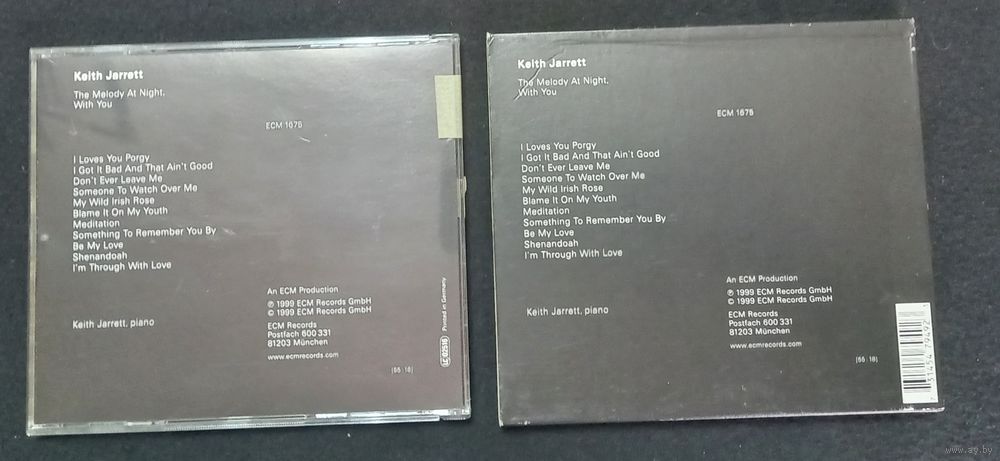 Keith Jarrett
The Melody At Night,
With You
ECM 1675
I Loves You Porgy
I Got It Bad And That Ain't Good
Don't Ever Leave Me
Someone To Watch Over Me
My Wild Irish Rose
Blame It On My Youth
Meditation
Something To Remember You By
Be My Love
Shenandoah
I'm Through With Love
An ECM Production
℗ 1999 ECM Records GmbH
© 1999 ECM Records GmbH
Keith Jarrett, piano
ECM Records
Postfach 600 331
81203 München
www.ecmrecords.com
[65:18]
LC 02516
Printed in Germany
Keith Jarrett
The Melody At Night,
With You
ECM 1675
I Loves You Porgy
I Got It Bad And That Ain't Good
Don't Ever Leave Me
Someone To Watch Over Me
My Wild Irish Rose
Blame It On My Youth
Meditation
Something To Remember You By
Be My Love
Shenandoah
I'm Through With Love
An ECM Production
℗ 1999 ECM Records GmbH
© 1999 ECM Records GmbH
Keith Jarrett, piano
ECM Records
Postfach 600 331
81203 München
www.ecmrecords.com
[55:18]
7 31454 79492 1
www.ay.by